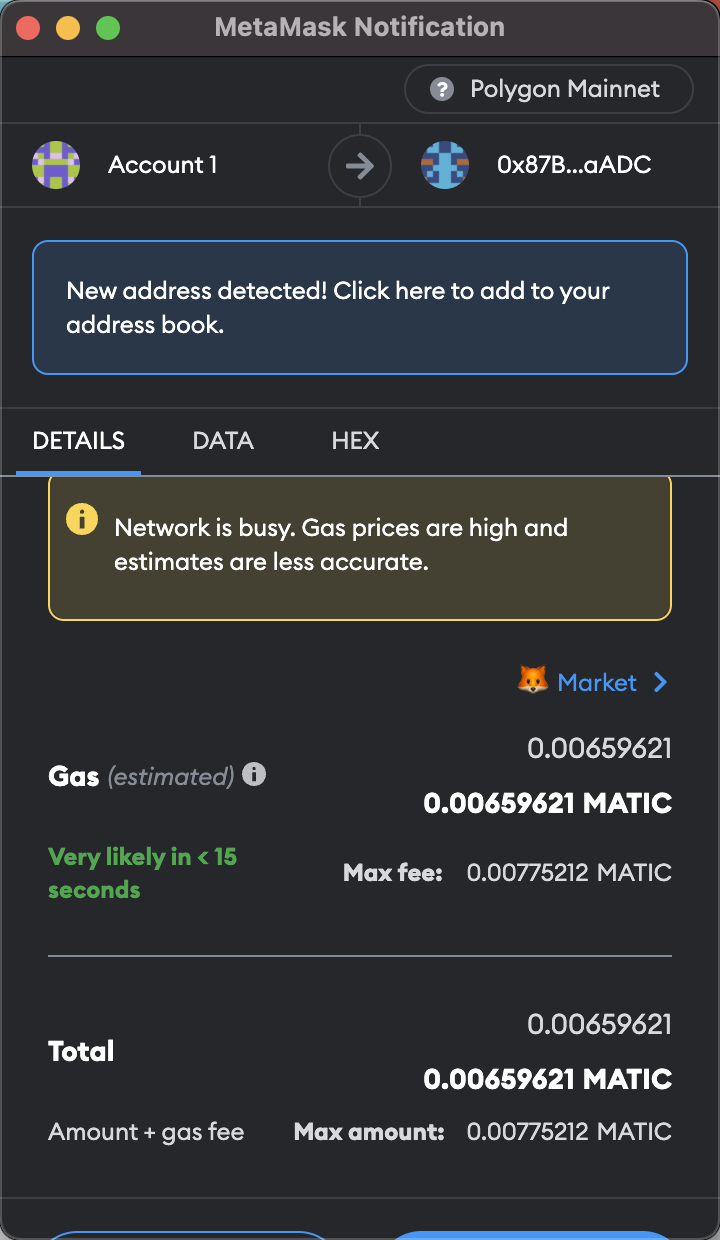 MetaMask Notification
? Polygon Mainnet
Account 1
0x87B...aADC
New address detected! Click here to add to your
address book.
DETAILS
DATA
HEX
Network is busy. Gas prices are high and
estimates are less accurate.
Market
Gas (estimated)
0.00659621
0.00659621 MATIC
Very likely in < 15
seconds
Max fee: 0.00775212 MATIC
Total
0.00659621
0.00659621 MATIC
Amount + gas fee
Max amount: 0.00775212 MATIC